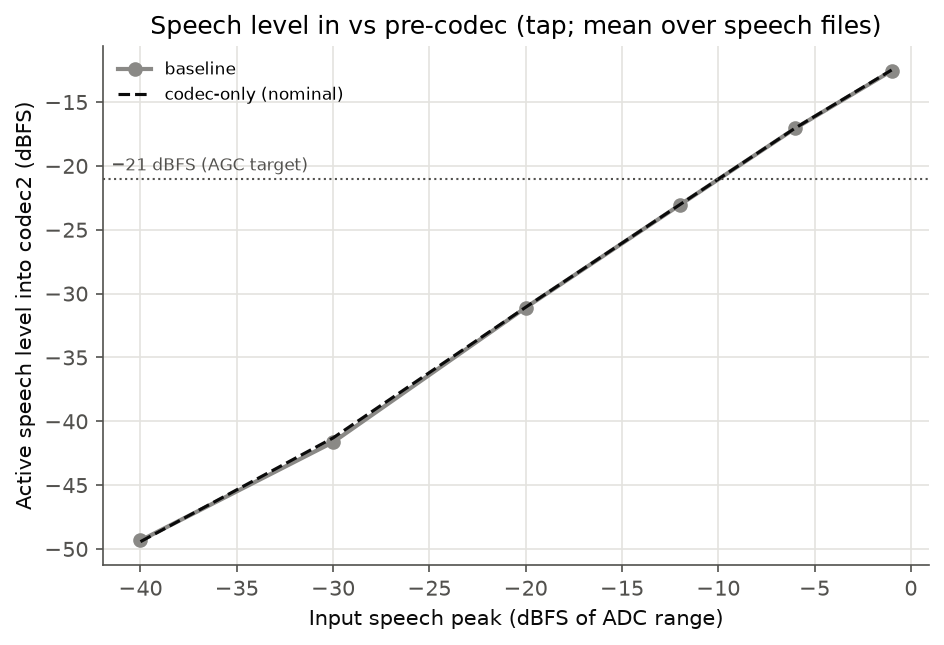 Speech level in vs pre-codec (tap; mean over speech files)
baseline
codec-only (nominal)
−21 dBFS (AGC target)
Active speech level into codec2 (dBFS)
−15
−20
−25
−30
−35
−40
−45
−50
−40 −35 −30 −25 −20 −15 −10 −5 0
Input speech peak (dBFS of ADC range)